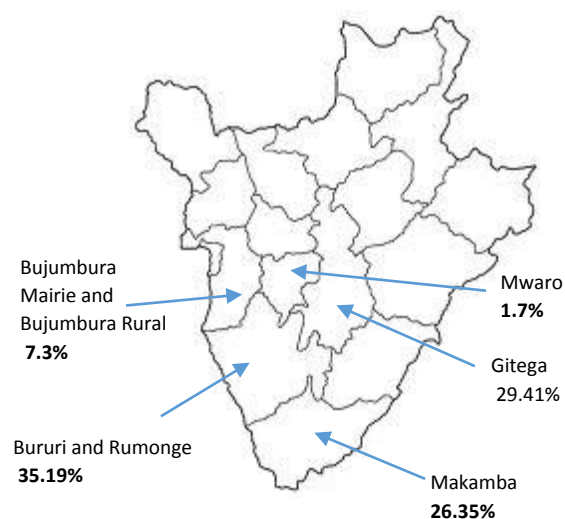 Bujumbura
Mairie and
Bujumbura Rural
7.3%
Mwaro
1.7%
Gitega
29.41%
Bururi and Rumonge
35.19%
Makamba
26.35%